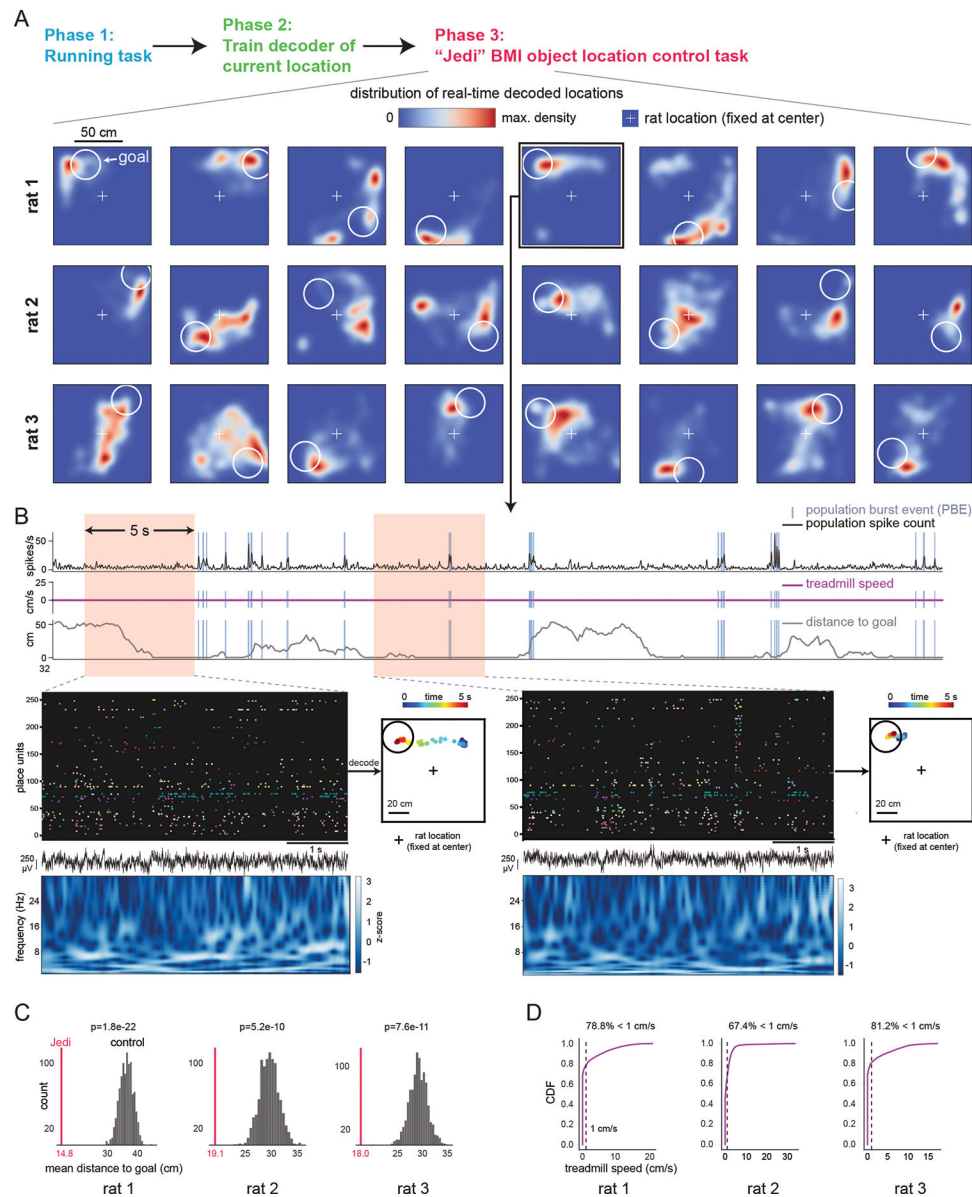 A
Phase 1:
Running task
Phase 2:
Train decoder of
current location
Phase 3:
“Jedi” BMI object location control task
distribution of real-time decoded locations
0
max. density
rat location (fixed at center)
50 cm
goal
rat 1
rat 2
rat 3
B
5 s
population burst event (PBE)
population spike count
spikes/s
50
0
treadmill speed
cm/s
25
0
distance to goal
cm
50
0
32
place units
250
200
150
100
50
0
decode
0 time 5 s
20 cm
rat location
(fixed at center)
1 s
250
µV
frequency (Hz)
24
16
8
3
2
1
0
-1
z-score
250
200
150
100
50
0
0 time 5 s
20 cm
rat location
(fixed at center)
1 s
250
µV
24
16
8
3
2
1
0
-1
C
p=1.8e-22
Jedi
control
count
100
20
14.8
30
35
40
mean distance to goal (cm)
rat 1
p=5.2e-10
100
20
19.1
25
30
35
rat 2
p=7.6e-11
100
20
18.0
25
30
35
rat 3
D
78.8% < 1 cm/s
CDF
1.0
0.8
0.6
0.4
0.2
0.0
1 cm/s
0
10
20
treadmill speed (cm/s)
rat 1
67.4% < 1 cm/s
1.0
0.8
0.6
0.4
0.2
0.0
0
10
20
30
rat 2
81.2% < 1 cm/s
1.0
0.8
0.6
0.4
0.2
0.0
0
5
10
15
rat 3